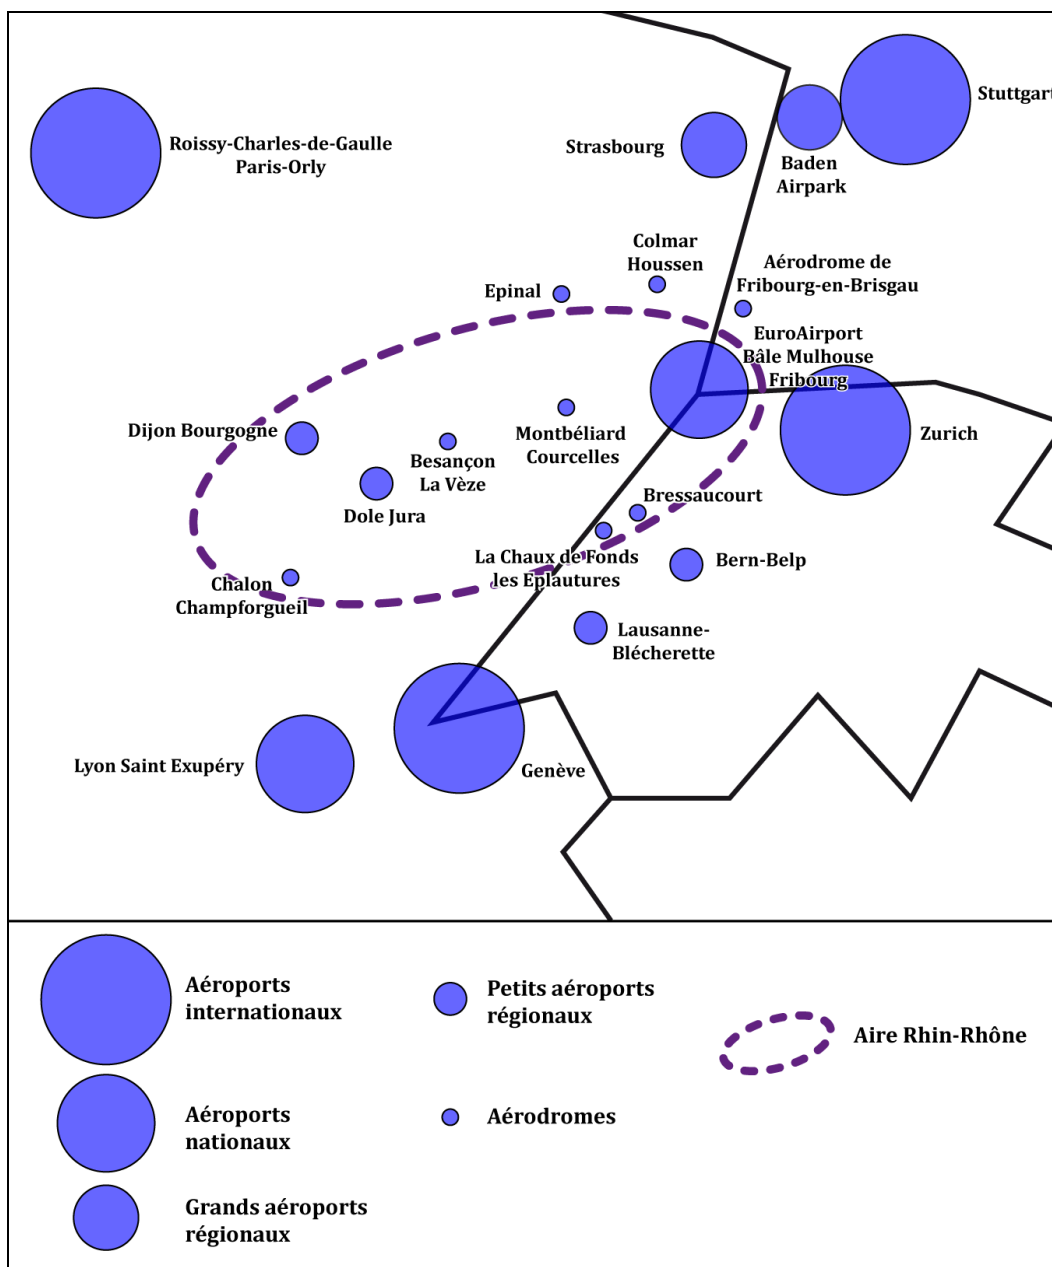 Stuttgart
Roissy-Charles-de-Gaulle
Paris-Orly
Strasbourg
Baden
Airpark
Colmar
Houssen
Aérodrome de
Fribourg-en-Brisgau
Epinal
EuroAirport
Bâle Mulhouse
Fribourg
Dijon Bourgogne
Montbéliard
Courcelles
Zurich
Besançon
La Vèze
Dole Jura
Bressaucourt
La Chaux de Fonds
les Eplatures
Bern-Belp
Chalon
Champforgueil
Lausanne-
Blécherette
Lyon Saint Exupéry
Genève
Aéroports
internationaux
Petits aéroports
régionaux
Aire Rhin-Rhône
Aéroports
nationaux
Aérodromes
Grands aéroports
régionaux